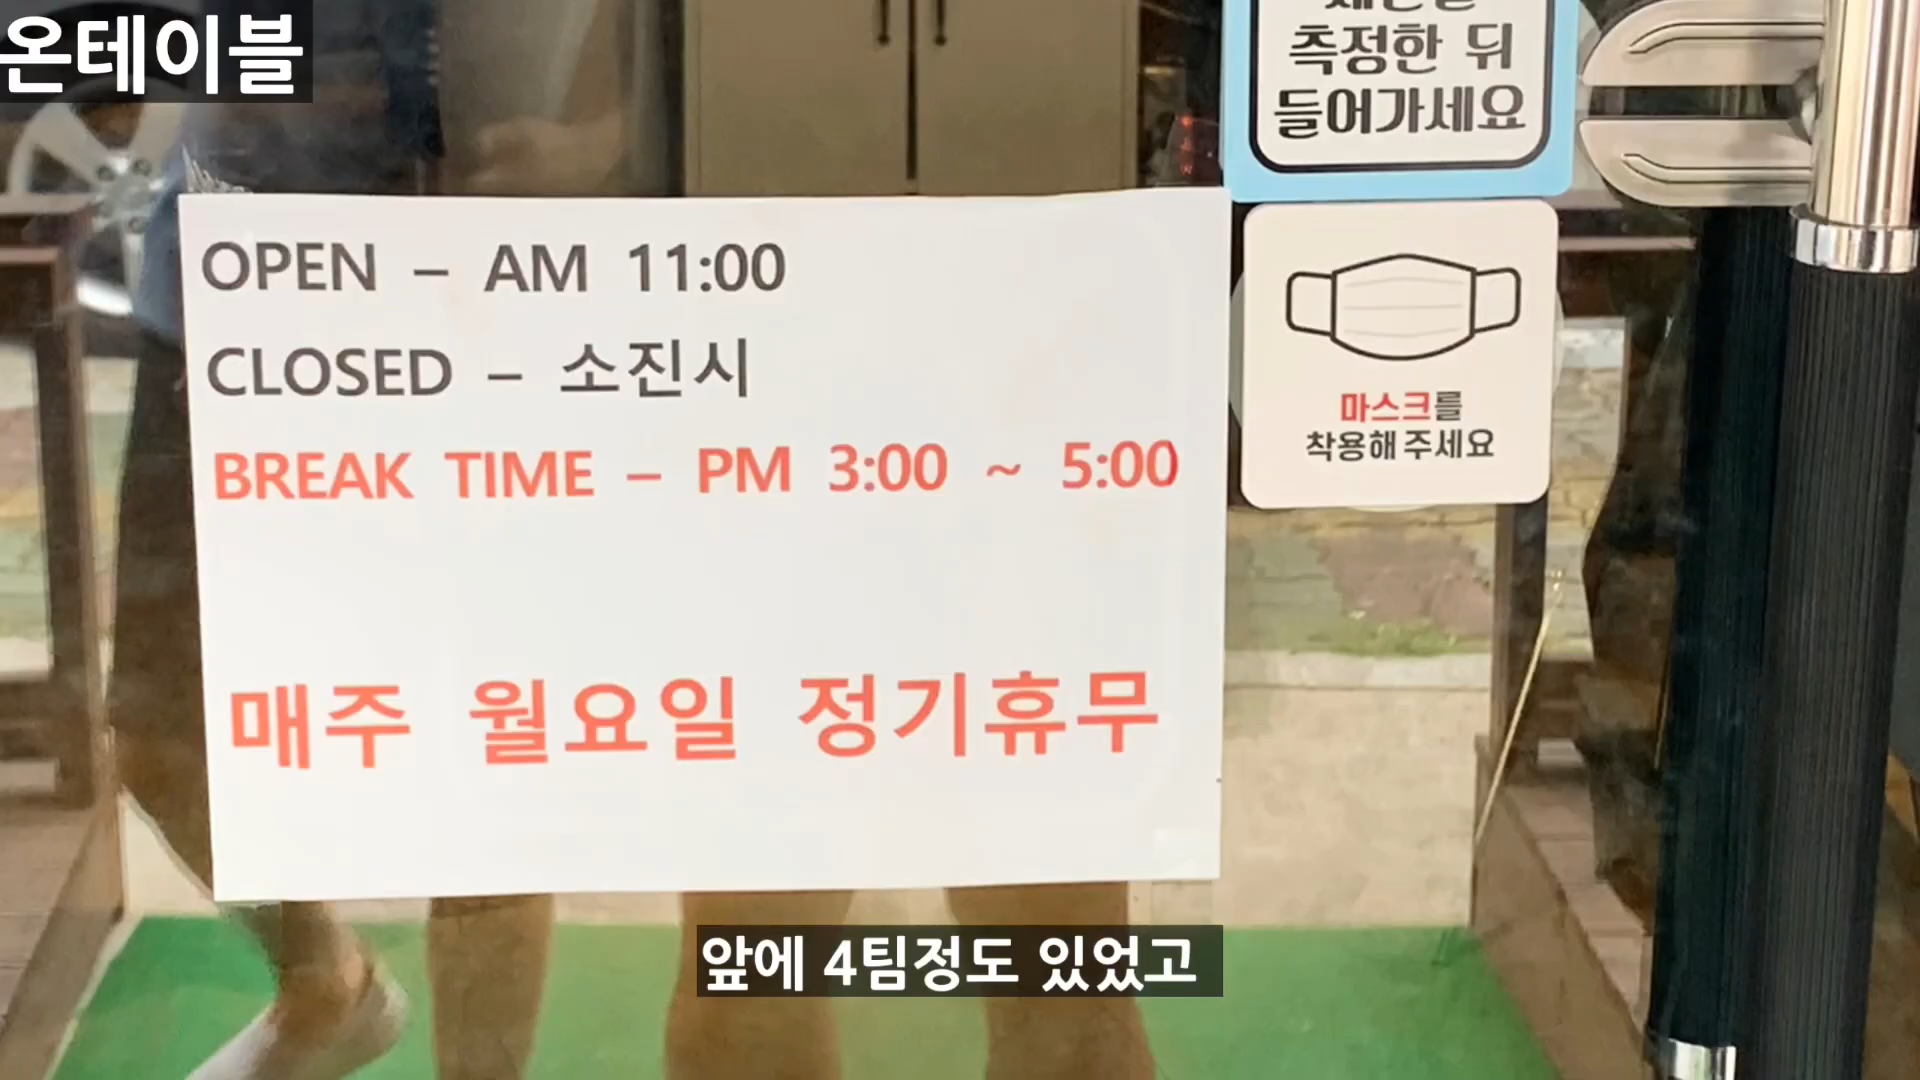 온테이블
측정한 뒤
들어가세요
OPEN – AM 11:00
CLOSED – 소진시
BREAK TIME – PM 3:00 ~ 5:00
매주 월요일 정기휴무
마스크를
착용해 주세요
앞에 4팀정도 있었고